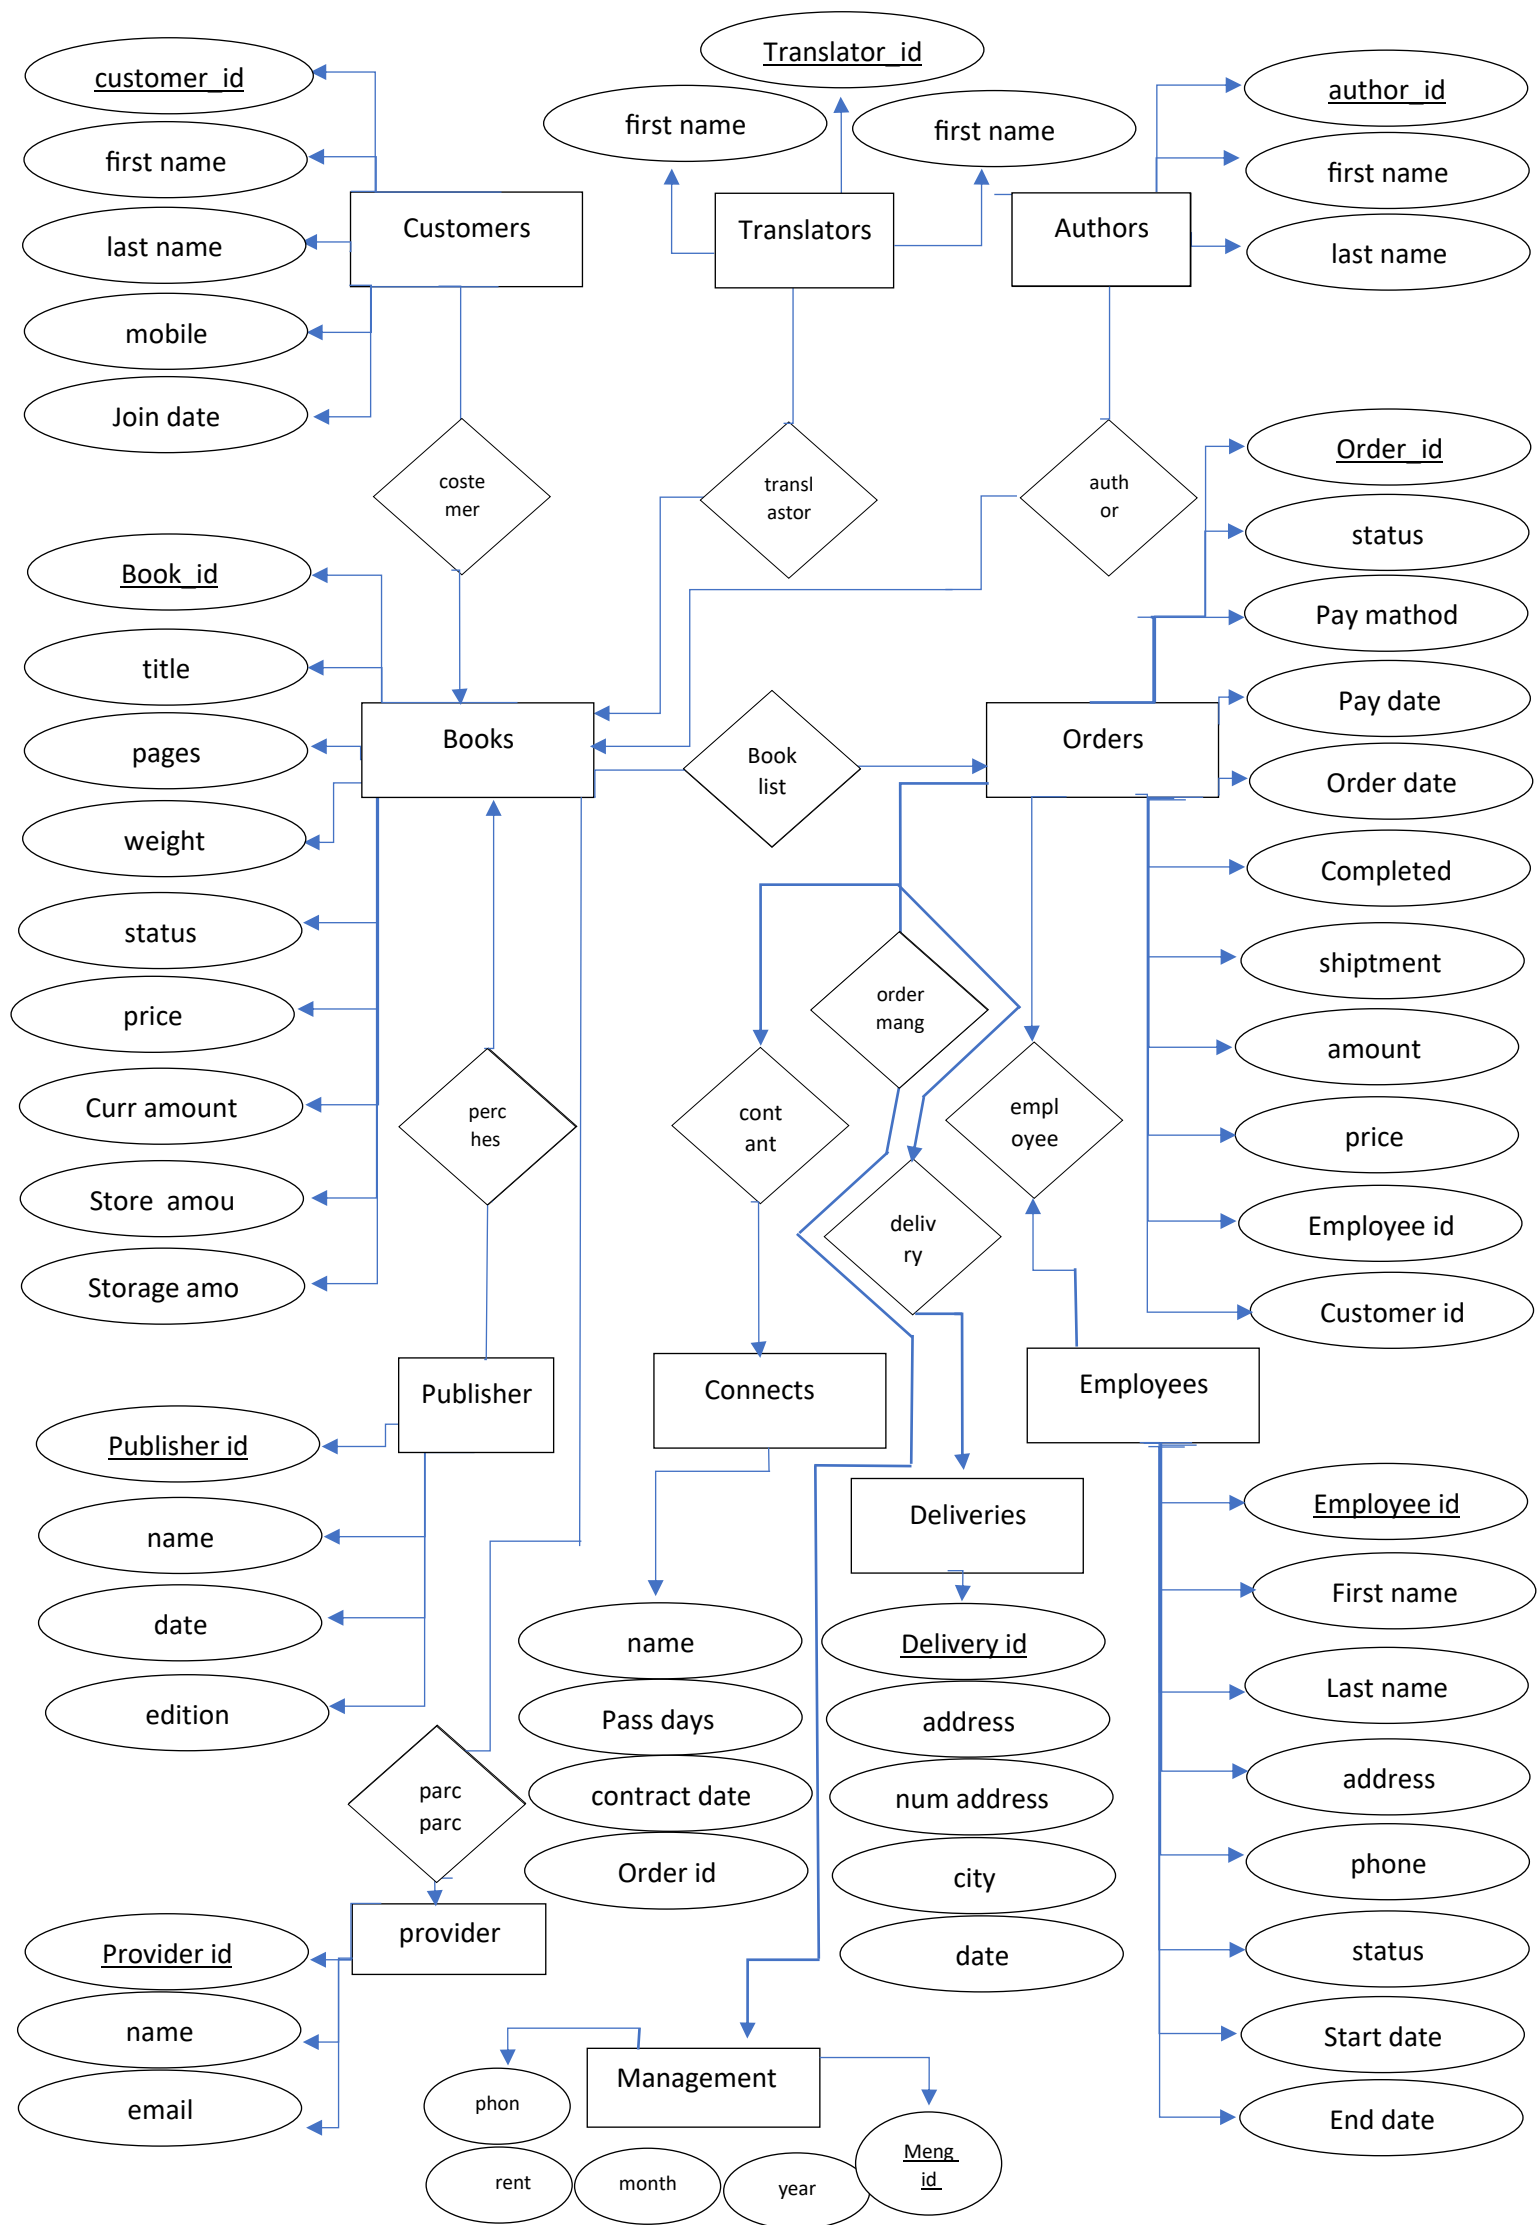 Translator_id
customer_id
first name
first name
author_id
first name
first name
last name
mobile
Join date
Customers
Translators
Authors
last name
coste
mer
transl
astor
auth
or
Order_id
status
Pay mathod
Pay date
Order date
Completed
shiptment
amount
price
Employee id
Customer id
Book_id
title
pages
weight
status
price
Curr amount
Store  amou
Storage amo
Books
Book
list
Orders
order
mang
perc
hes
cont
ant
empl
oyee
deliv
ry
Publisher
Connects
Employees
Publisher id
name
date
edition
Deliveries
Employee id
First name
Last name
address
phone
status
Start date
End date
name
Pass days
contract date
Order id
Delivery id
address
num address
city
date
parc
parc
provider
Provider id
name
email
Management
phon
rent
month
year
Meng
id